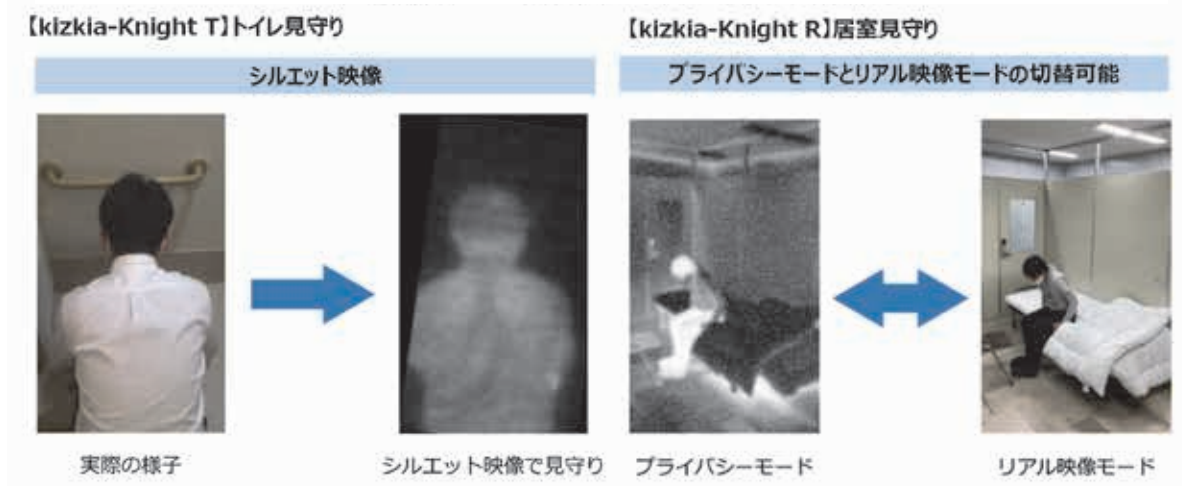 【kizkia-Knight T】トイレ見守り
シルエット映像
実際の様子
シルエット映像で見守り
【kizkia-Knight R】居室見守り
プライバシーモードとリアル映像モードの切替可能
プライバシーモード
リアル映像モード